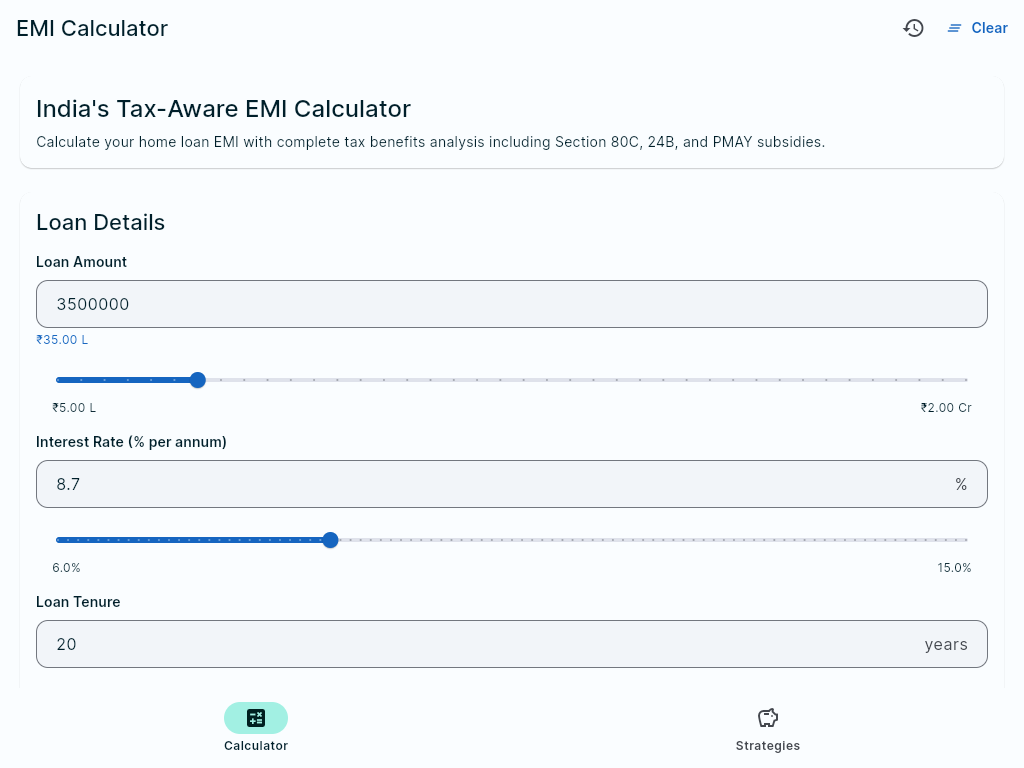 EMI Calculator
Clear
India's Tax-Aware EMI Calculator
Calculate your home loan EMI with complete tax benefits analysis including Section 80C, 24B, and PMAY subsidies.
Loan Details
Loan Amount
3500000
₹35.00 L
₹5.00 L
₹2.00 Cr
Interest Rate (% per annum)
8.7 %
6.0%
15.0%
Loan Tenure
20 years
Calculator
Strategies